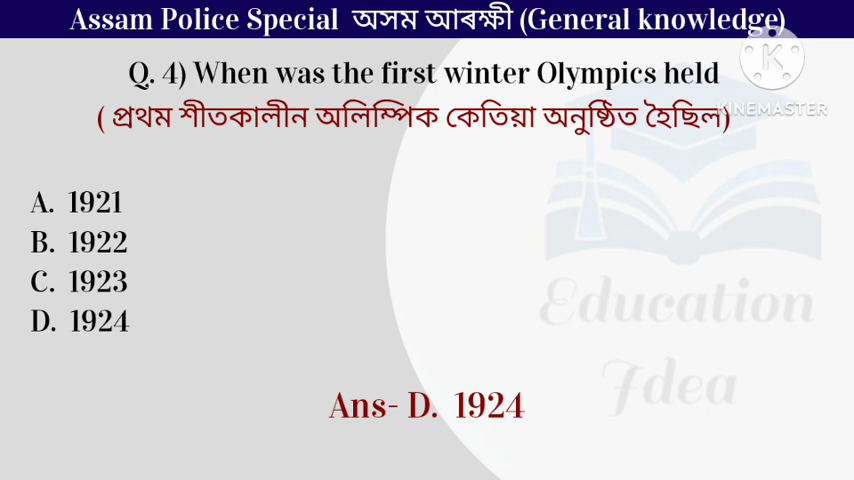 Assam Police Special অসম আৰক্ষী (General knowledge)
KINEMASTER
Q. 4) When was the first winter Olympics held
( প্ৰথম শীতকালীন অলিম্পিক কেতিয়া অনুষ্ঠিত হৈছিল)
A. 1921
B. 1922
C. 1923
D. 1924
Education
Idea
Ans- D. 1924